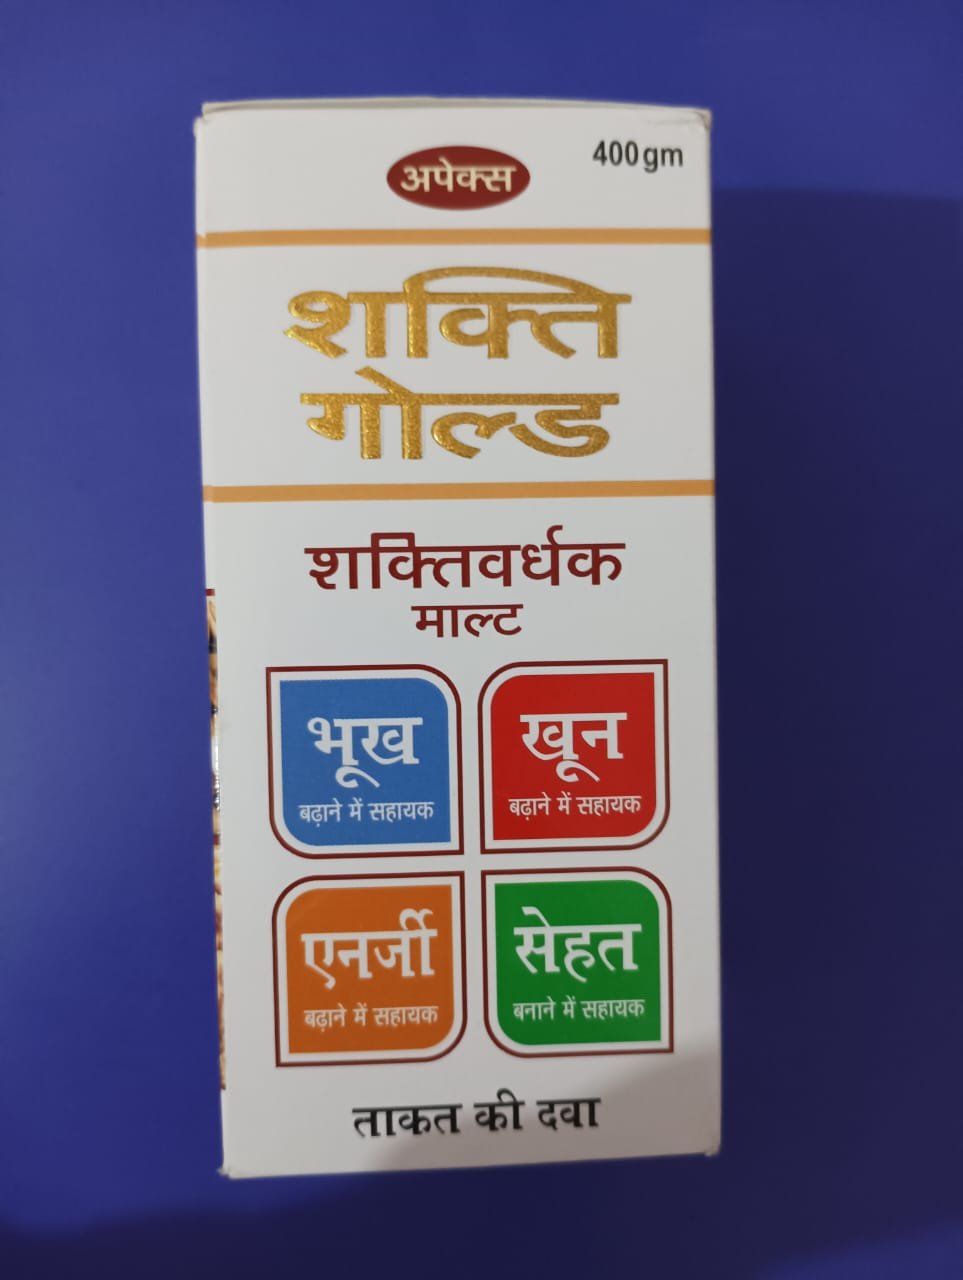 अपेक्स
400gm
शक्ति
गोल्ड
शक्तिवर्धक
माल्ट
भूख
बढ़ाने में सहायक
खून
बढ़ाने में सहायक
एनर्जी
बढ़ाने में सहायक
सेहत
बनाने में सहायक
ताकत की दवा